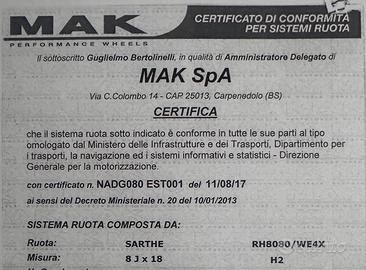 MAK
PERFORMANCE WHEELS
CERTIFICATO DI CONFORMITÀ
PER SISTEMI RUOTA
Il sottoscritto Guglielmo Bertolinelli, in qualità di Amministratore Delegato di
MAK SpA
Via C.Colombo 14 - CAP 25013, Carpenedolo (BS)
CERTIFICA
che il sistema ruota sotto indicato è conforme in tutte le sue parti al tipo
omologato dal Ministero delle Infrastrutture e dei Trasporti, Dipartimento per
i trasporti, la navigazione ed i sistemi informativi e statistici - Direzione
Generale per la motorizzazione.
con certificato n. NADG080 EST001 del 11/08/17
ai sensi del Decreto Ministeriale n. 20 del 10/01/2013
SISTEMA RUOTA COMPOSTO DA:
Ruota: SARTHE RH8080/WE4X
Misura: 8 J x 18 H2